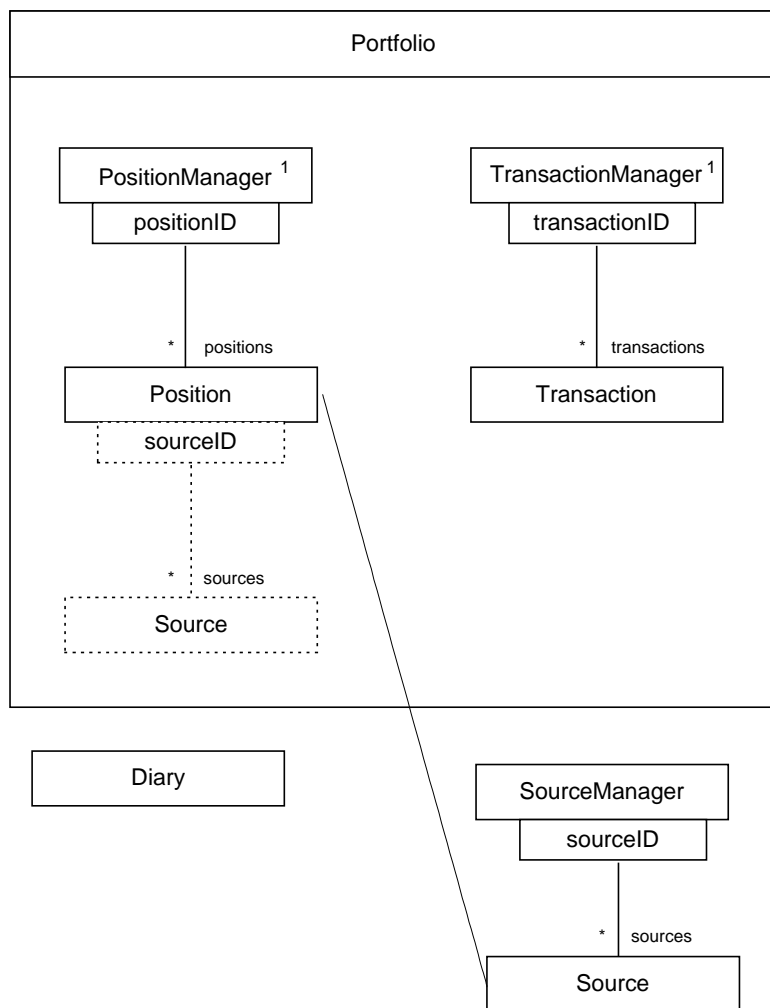 Portfolio
PositionManager 1
TransactionManager 1
positionID
transactionID
* positions
* transactions
Position
Transaction
sourceID
* sources
Source
Diary
SourceManager
sourceID
* sources
Source